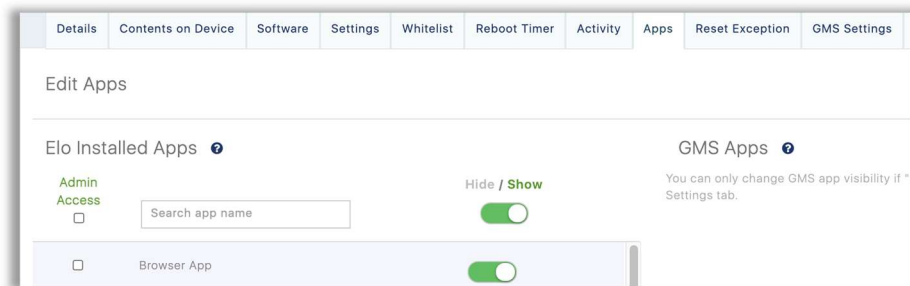 Details Contents on Device Software Settings Whitelist Reboot Timer Activity Apps Reset Exception GMS Settings
Edit Apps
Elo Installed Apps ?
Admin
Access
Search app name
Hide / Show
Browser App
GMS Apps ?
You can only change GMS app visibility if "
Settings tab.